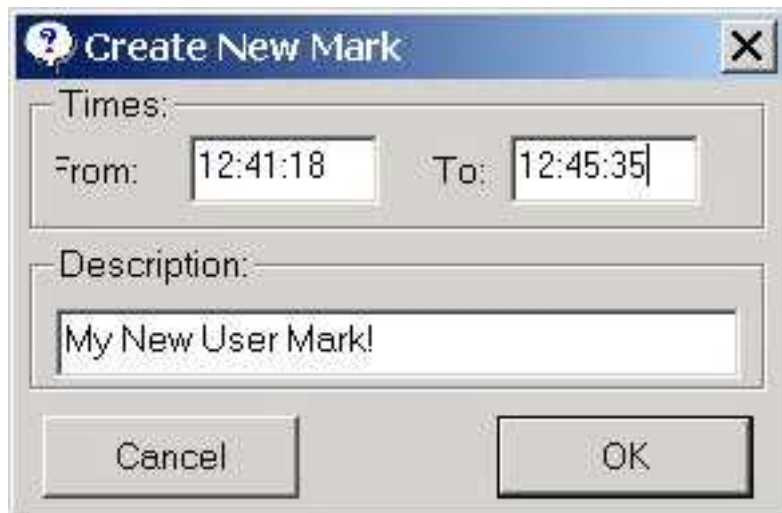 Create New Mark
Times:
From: 12:41:18 To: 12:45:35
Description:
My New User Mark!
Cancel OK